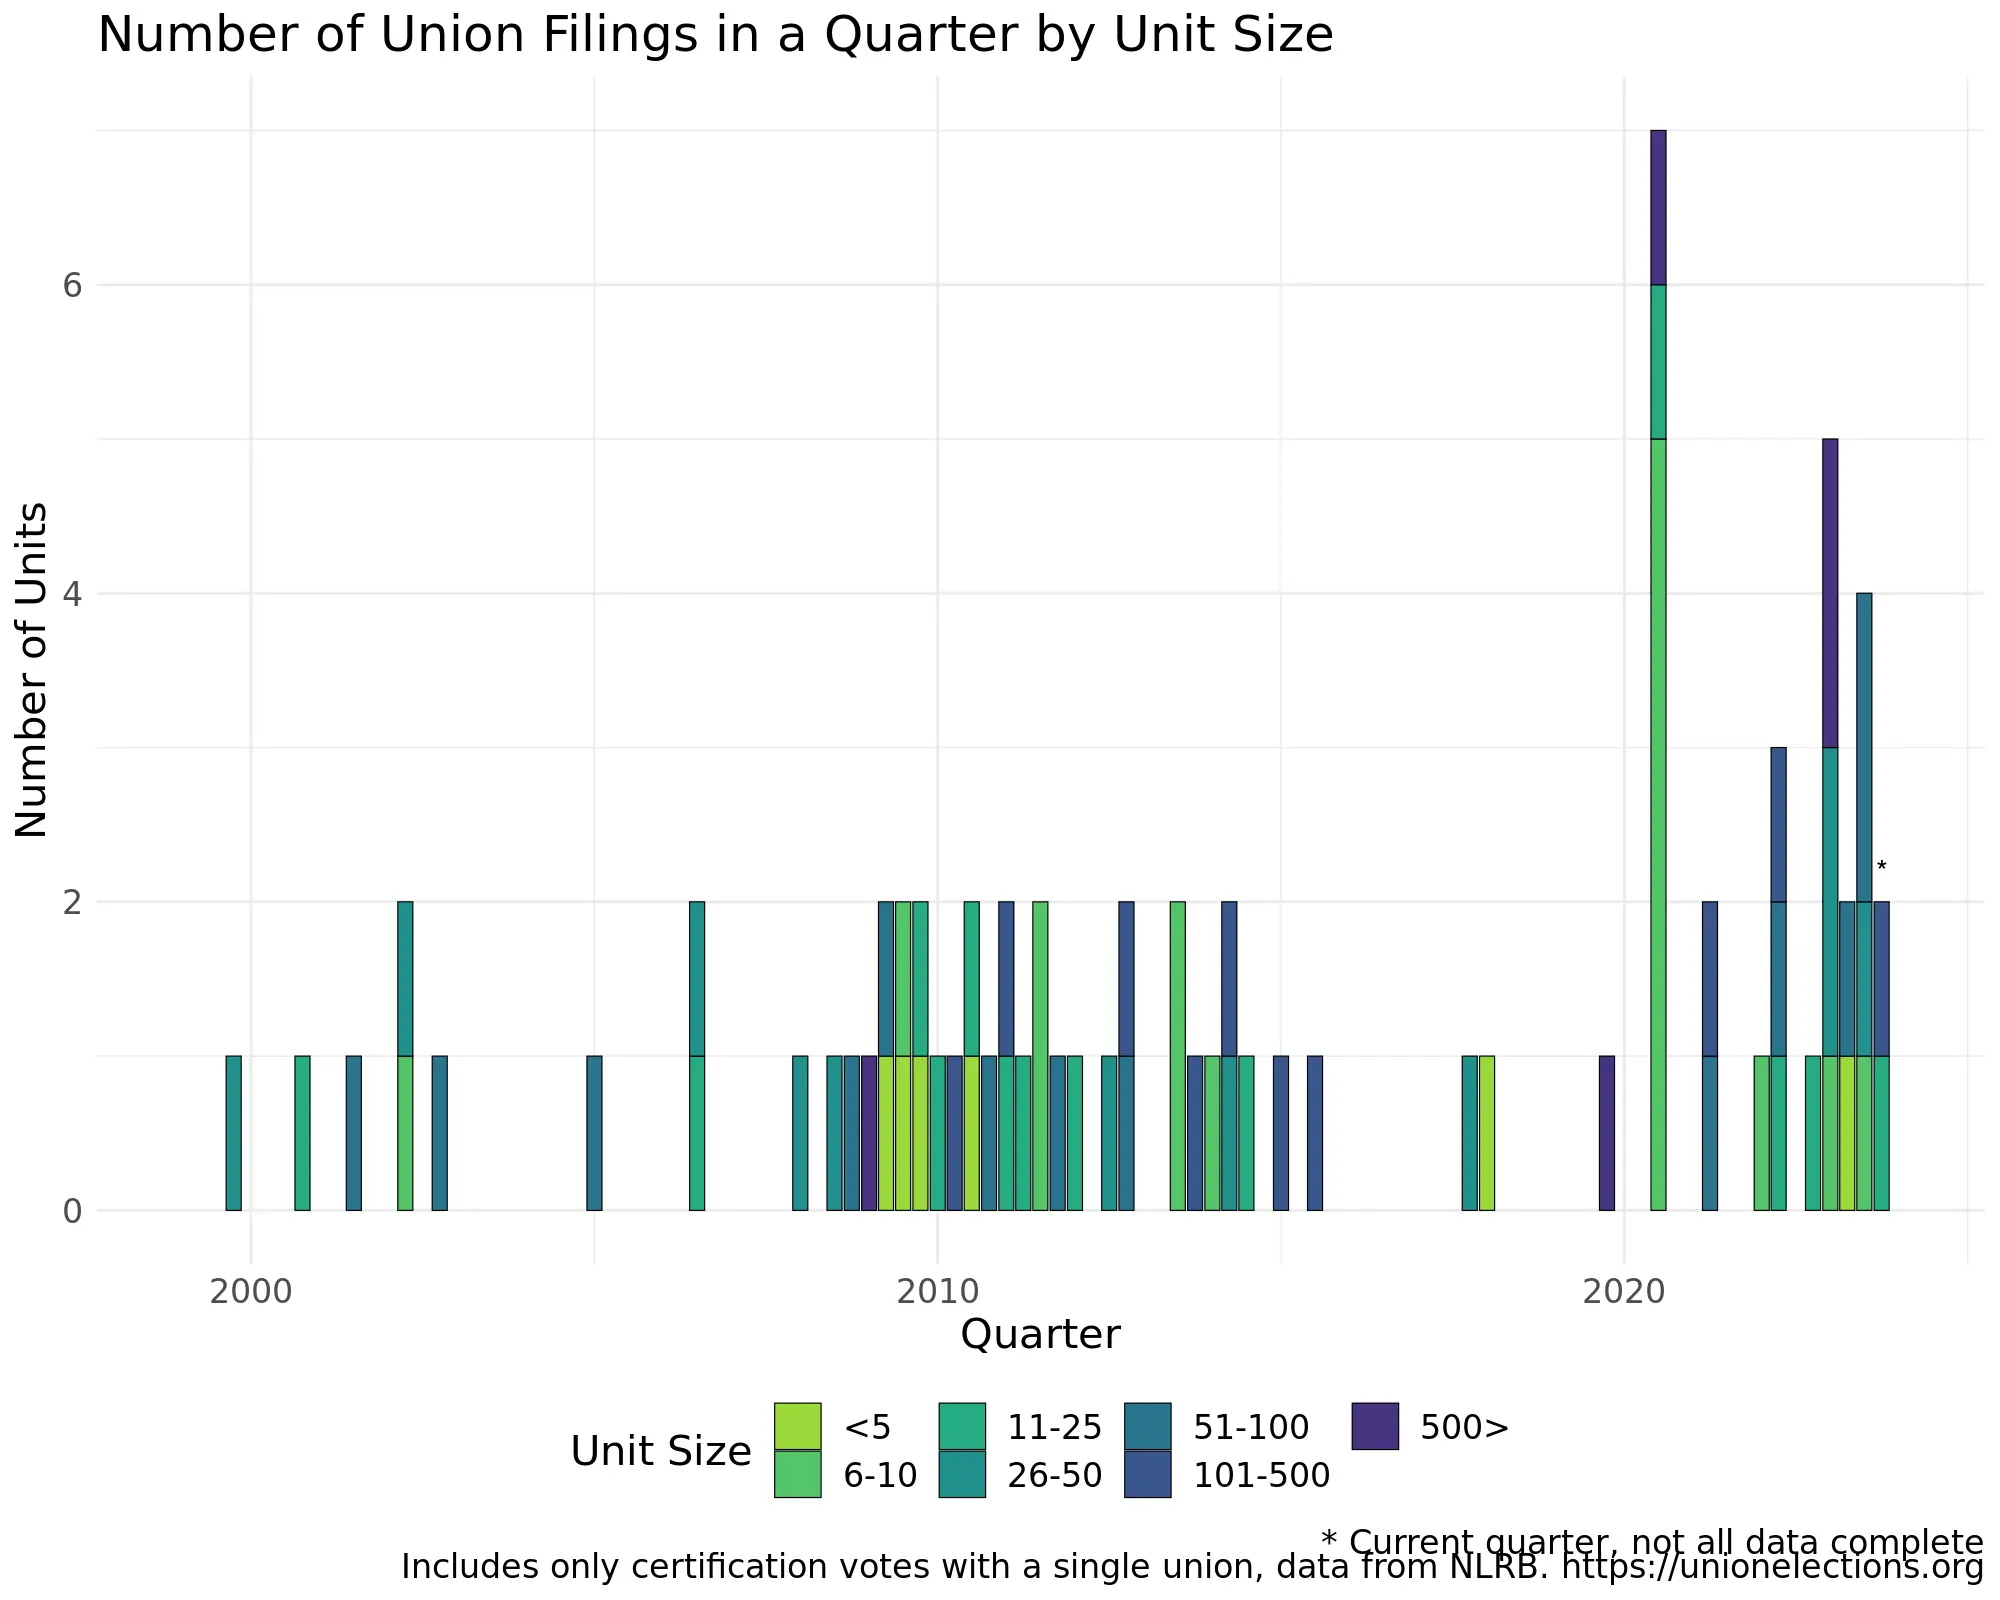 Number of Union Filings in a Quarter by Unit Size
Number of Units
6
4
2
0
*
2000 2010 2020
Quarter
Unit Size
<5 11-25 51-100 500>
6-10 26-50 101-500
* Current quarter, not all data complete
Includes only certification votes with a single union, data from NLRB. https://unionelections.org